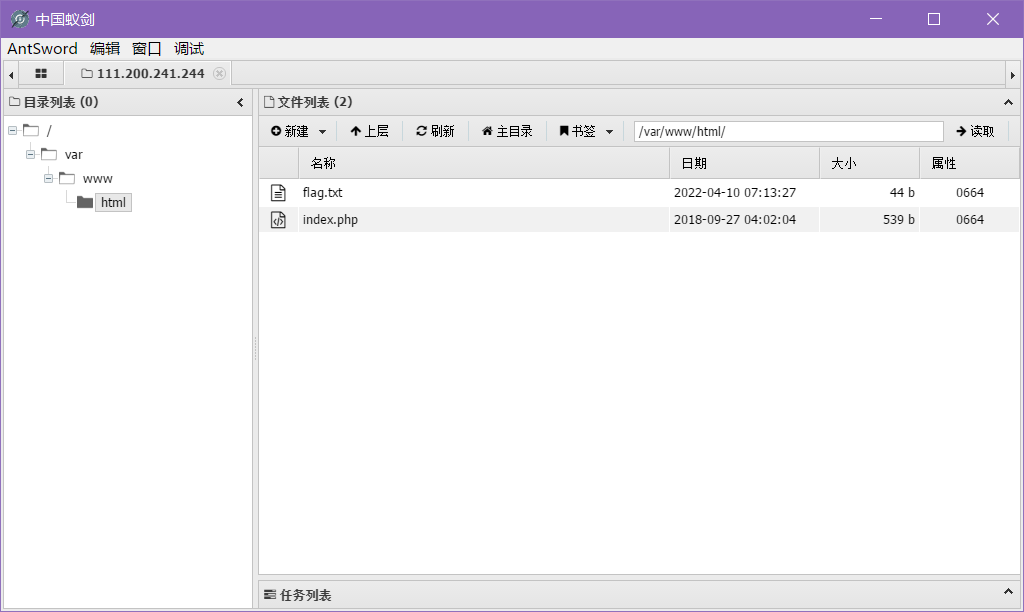 中国蚁剑
AntSword 编辑 窗口 调试
111.200.241.244
目录列表 (0)
文件列表 (2)
新建 上层 刷新 主目录 书签 /var/www/html/ 读取
名称 日期 大小 属性
/
var
www
html
flag.txt 2022-04-10 07:13:27 44 b 0664
index.php 2018-09-27 04:02:04 539 b 0664
任务列表